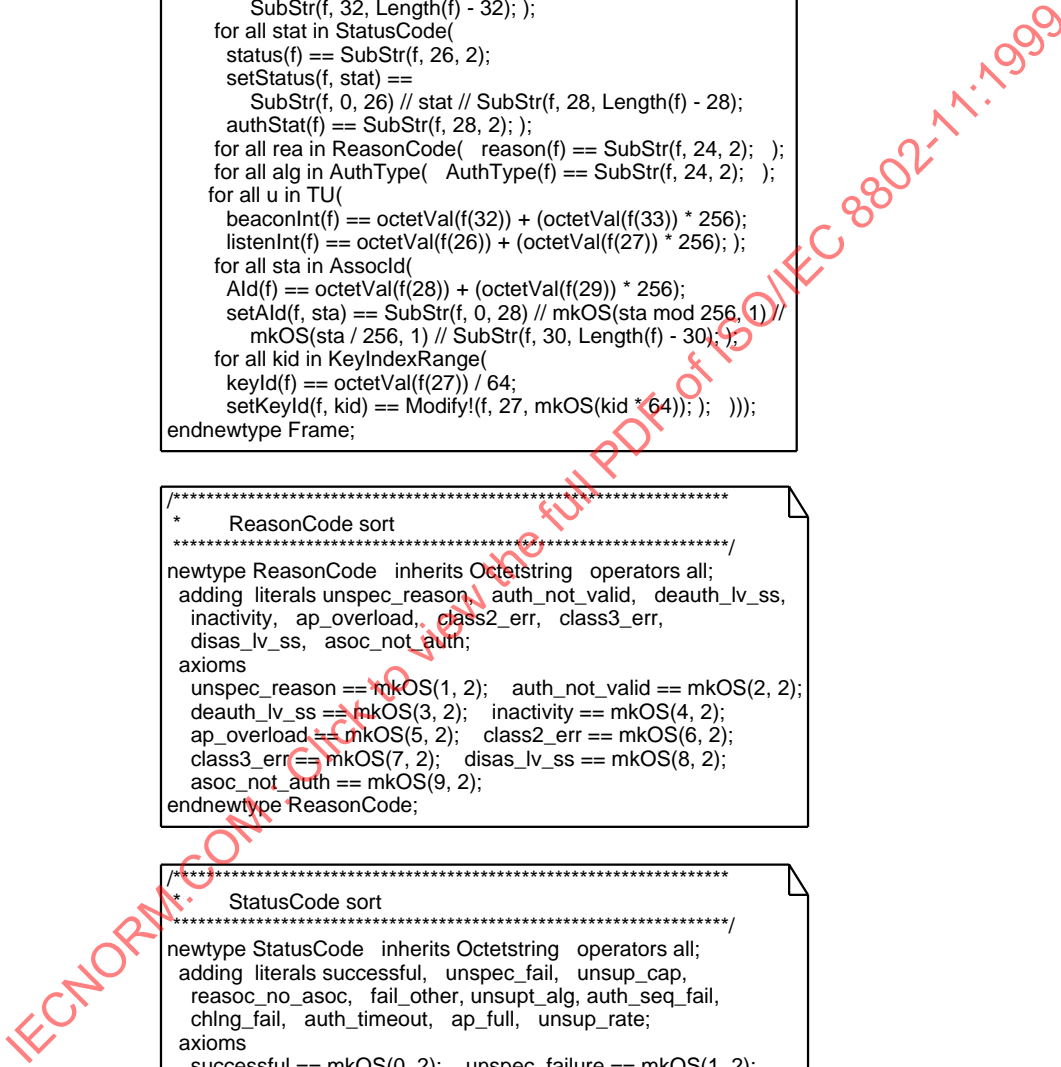 SubStr(f, 32, Length(f) - 32); );
for all stat in StatusCode(
status(f) == SubStr(f, 26, 2);
setStatus(f, stat) ==
SubStr(f, 0, 26) // stat // SubStr(f, 28, Length(f) - 28);
authStat(f) == SubStr(f, 28, 2); );
for all rea in ReasonCode( reason(f) == SubStr(f, 24, 2); );
for all alg in AuthType( AuthType(f) == SubStr(f, 24, 2); );
for all u in TU(
beaconInt(f) == octetVal(f(32)) + (octetVal(f(33)) * 256);
listenInt(f) == octetVal(f(26)) + (octetVal(f(27)) * 256); );
for all sta in AssocId(
AId(f) == octetVal(f(28)) + (octetVal(f(29)) * 256);
setAId(f, sta) == SubStr(f, 0, 28) // mkOS(sta mod 256, 1) //
mkOS(sta / 256, 1) // SubStr(f, 30, Length(f) - 30); );
for all kid in KeyIndexRange(
keyId(f) == octetVal(f(27)) / 64;
setKeyId(f, kid) == Modify!(f, 27, mkOS(kid * 64)); ); )));
endnewtype Frame;
/*******************************************************************
* ReasonCode sort
*******************************************************************/
newtype ReasonCode inherits Octetstring operators all;
adding literals unspec_reason, auth_not_valid, deauth_lv_ss,
inactivity, ap_overload, class2_err, class3_err,
disas_lv_ss, asoc_not_auth;
axioms
unspec_reason == mkOS(1, 2); auth_not_valid == mkOS(2, 2);
deauth_lv_ss == mkOS(3, 2); inactivity == mkOS(4, 2);
ap_overload == mkOS(5, 2); class2_err == mkOS(6, 2);
class3_err == mkOS(7, 2); disas_lv_ss == mkOS(8, 2);
asoc_not_auth == mkOS(9, 2);
endnewtype ReasonCode;
/*******************************************************************
* StatusCode sort
*******************************************************************/
newtype StatusCode inherits Octetstring operators all;
adding literals successful, unspec_fail, unsup_cap,
reasoc_no_asoc, fail_other, unsupt_alg, auth_seq_fail,
chlng_fail, auth_timeout, ap_full, unsup_rate;
axioms
successful == mkOS(0, 2); unspec_failure == mkOS(1, 2);
IECNORM.COM : Click to view the full PDF of ISO/IEC 8802-11:1999